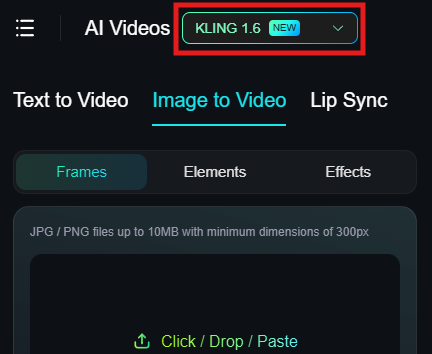 AI Videos KLING 1.6 NEW
Text to Video Image to Video Lip Sync
Frames Elements Effects
JPG / PNG files up to 10MB with minimum dimensions of 300px
Click / Drop / Paste